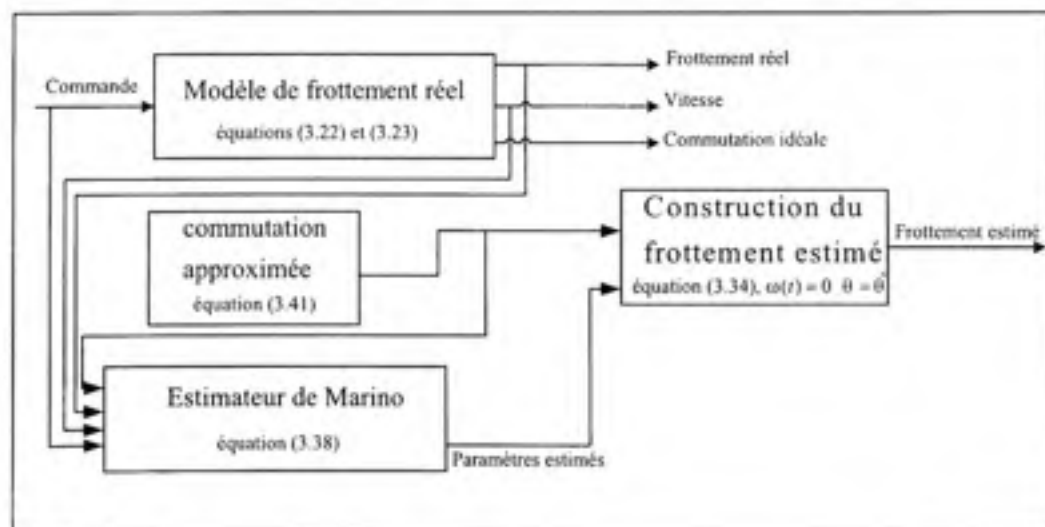 Commande
Modèle de frottement réel
équations (3.22) et (3.23)
Frottement réel
Vitesse
Commutation idéale
commutation
approximée
équation (3.41)
Construction du
frottement estimé
équation (3.34), ω(t) = 0 θ = θ̂
Frottement estimé
Estimateur de Marino
équation (3.38)
Paramètres estimés